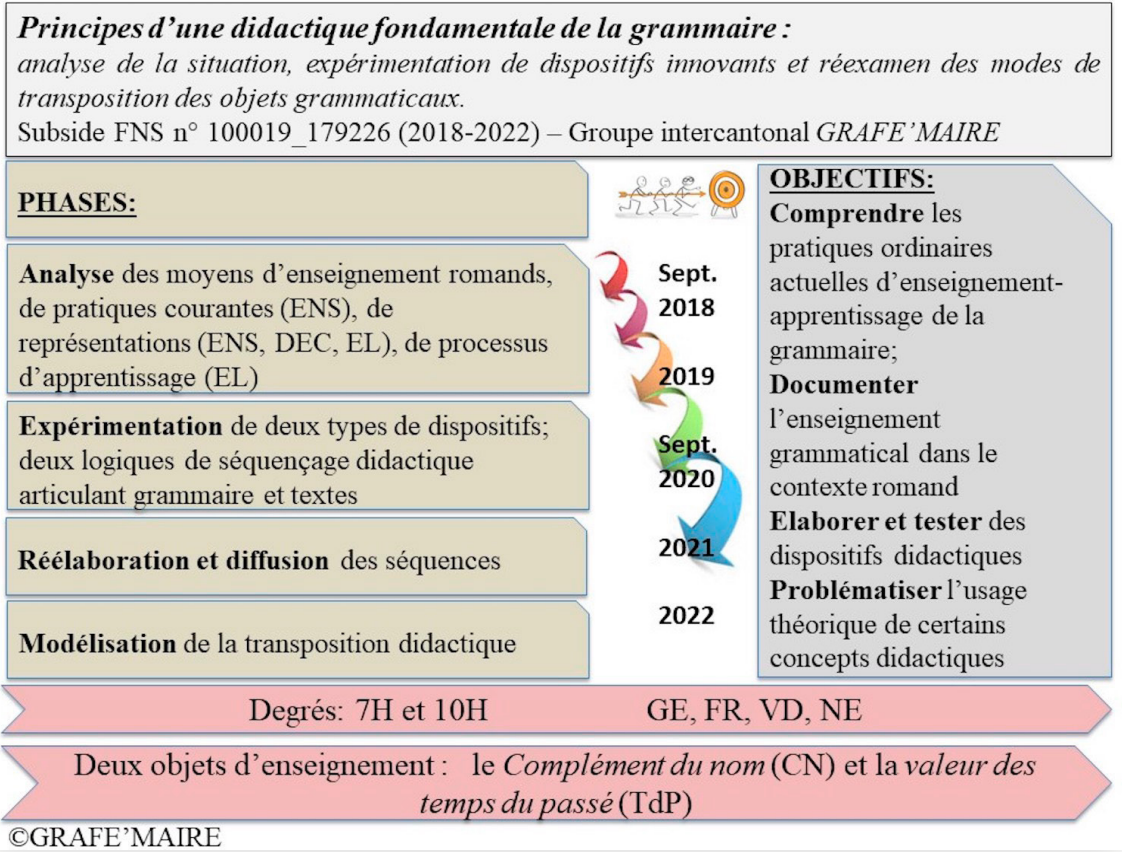 Principes d’une didactique fondamentale de la grammaire :
analyse de la situation, expérimentation de dispositifs innovants et réexamen des modes de
transposition des objets grammaticaux.
Subside FNS n° 100019_179226 (2018-2022) – Groupe intercantonal GRAFE’MAIRE
PHASES:
Analyse des moyens d’enseignement romands,
de pratiques courantes (ENS), de
représentations (ENS, DEC, EL), de processus
d’apprentissage (EL)
Expérimentation de deux types de dispositifs;
deux logiques de séquençage didactique
articulant grammaire et textes
Réélaboration et diffusion des séquences
Modélisation de la transposition didactique
Sept.
2018
2019
Sept.
2020
2021
2022
OBJECTIFS:
Comprendre les
pratiques ordinaires
actuelles d’enseignement-
apprentissage de la
grammaire;
Documenter
l’enseignement
grammatical dans le
contexte romand
Elaborer et tester des
dispositifs didactiques
Problématiser l’usage
théorique de certains
concepts didactiques
Degrés: 7H et 10H GE, FR, VD, NE
Deux objets d’enseignement : le Complément du nom (CN) et la valeur des
temps du passé (TdP)
©GRAFE’MAIRE